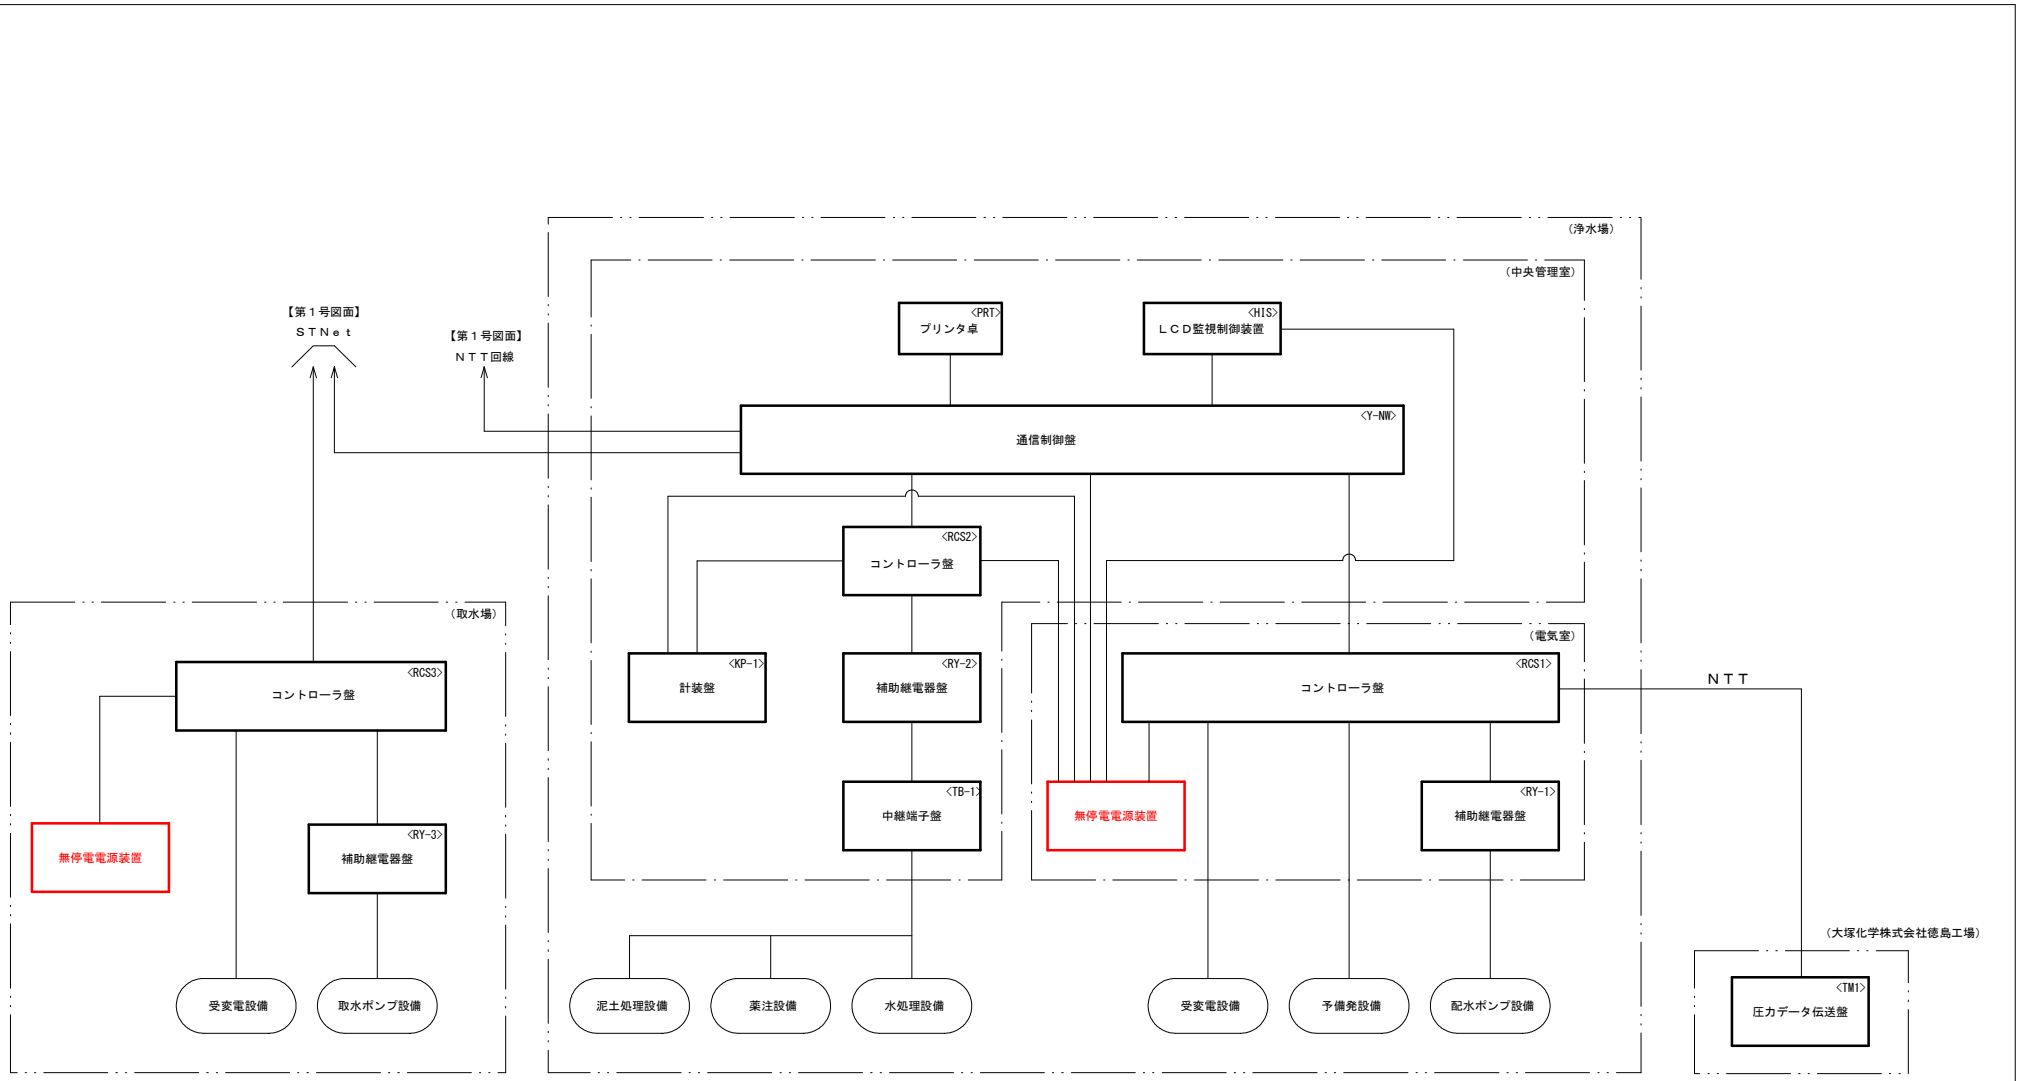 (浄水場)
(中央管理室)
【第1号図面】
STNet
【第1号図面】
NTT回線
<PRT>
プリンタ卓
<HIS>
LCD監視制御装置
<Y-NW>
通信制御盤
<RCS2>
コントローラ盤
(取水場)
<RCS3>
コントローラ盤
<KP-1>
計装盤
<RY-2>
補助継電器盤
(電気室)
<RCS1>
コントローラ盤
NTT
無停電電源装置
<RY-3>
補助継電器盤
<TB-1>
中継端子盤
無停電電源装置
<RY-1>
補助継電器盤
(大塚化学株式会社徳島工場)
受変電設備
取水ポンプ設備
泥土処理設備
薬注設備
水処理設備
受変電設備
予備発設備
配水ポンプ設備
<TM1>
圧力データ伝送盤